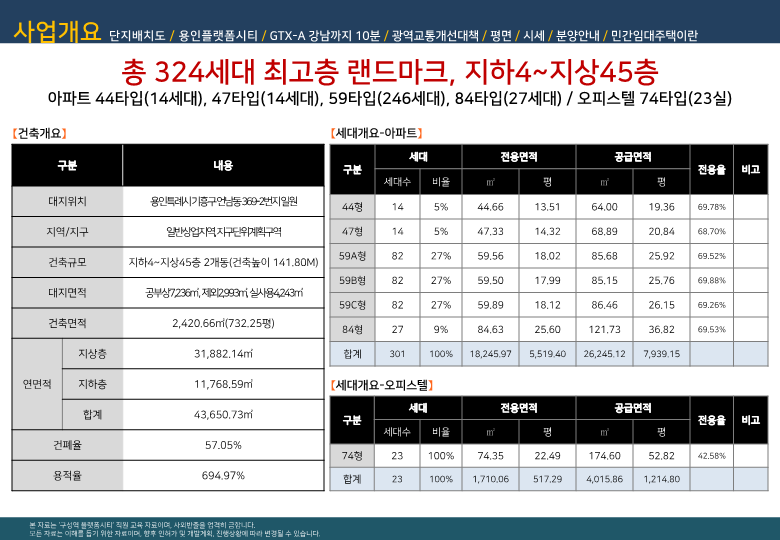 사업개요 단지배치도 / 용인플랫폼시티 / GTX-A 강남까지 10분 / 광역교통개선대책 / 평면 / 시세 / 분양안내 / 민간임대주택이란
총 324세대 최고층 랜드마크, 지하4~지상45층
아파트 44타입(14세대), 47타입(14세대), 59타입(246세대), 84타입(27세대) / 오피스텔 74타입(23실)
【건축개요】
구분 내용
대지위치 용인특례시 기흥구 언남동 369-2번지 일원
지역/지구 일반상업지역, 지구단위계획구역
건축규모 지하4~지상45층 2개동(건축높이 141.80M)
대지면적 공부상7,236㎡, 제외2,993㎡, 실사용4,243㎡
건축면적 2,420.66㎡(732.25평)
연면적 지상층 31,882.14㎡
지하층 11,768.59㎡
합계 43,650.73㎡
건폐율 57.05%
용적율 694.97%
【세대개요-아파트】
구분 세대 전용면적 공급면적 전용율 비고
세대수 비율 ㎡ 평 ㎡ 평
44형 14 5% 44.66 13.51 64.00 19.36 69.78%
47형 14 5% 47.33 14.32 68.89 20.84 68.70%
59A형 82 27% 59.56 18.02 85.68 25.92 69.52%
59B형 82 27% 59.50 17.99 85.15 25.76 69.88%
59C형 82 27% 59.89 18.12 86.46 26.15 69.26%
84형 27 9% 84,63 25.60 121.73 36.82 69,53%
합계 301 100% 18,245.97 5,519.40 26,245.12 7,939.15
【세대개요-오피스텔】
구분 세대 전용면적 공급면적 전용율 비고
세대수 비율 ㎡ 평 ㎡ 평
74형 23 100% 74.35 22.49 174.60 52.82 42.58%
합계 23 100% 1,710.06 517.29 4,015.86 1,214.80
본 자료는 '구성역 플랫폼시티' 직원 교육 자료이며, 사외반출을 엄격히 금합니다.
모든 자료는 이해를 돕기 위한 자료이며, 향후 인허가 및 개발계획, 진행상황에 따라 변경될 수 있습니다.